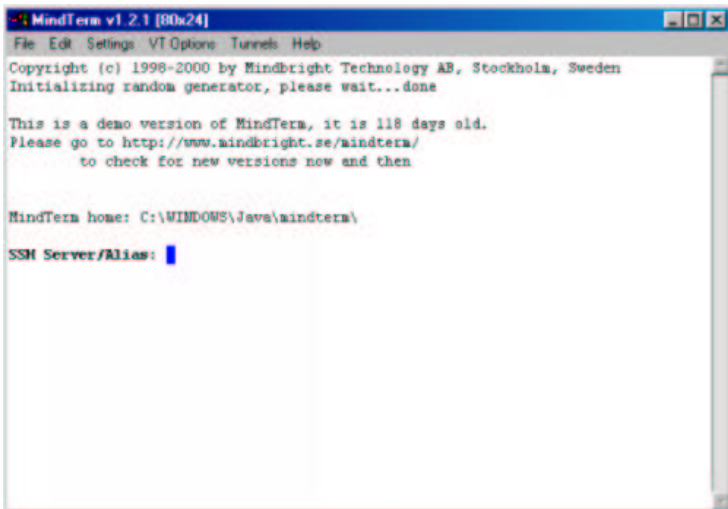 MindTerm v1.2.1 [80x24]
File Edit Settings VT Options Tunnels Help
Copyright (c) 1998-2000 by Mindbright Technology AB, Stockholm, Sweden
Initializing random generator, please wait...done
This is a demo version of MindTerm, it is 118 days old.
Please go to http://www.mindbright.se/mindterm/
to check for new versions now and then
MindTerm home: C:\WINDOWS\Java\mindterm\
SSH Server/Alias: